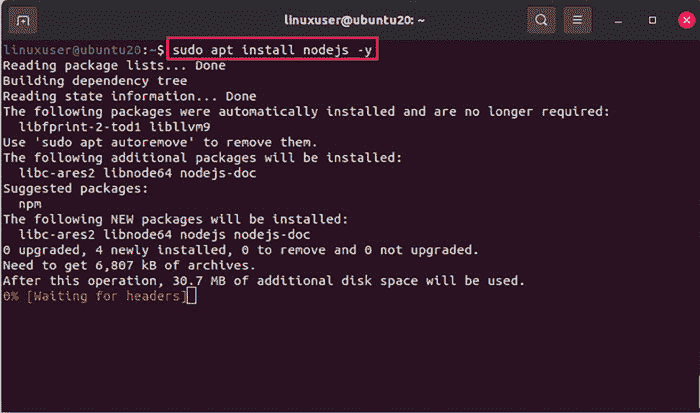 linuxuser@ubuntu20: ~
linuxuser@ubuntu20:~$ sudo apt install nodejs -y
Reading package lists... Done
Building dependency tree
Reading state information... Done
The following packages were automatically installed and are no longer required:
  libfprint-2-tod1 libllvm9
Use 'sudo apt autoremove' to remove them.
The following additional packages will be installed:
  libc-ares2 libnode64 nodejs-doc
Suggested packages:
  npm
The following NEW packages will be installed:
  libc-ares2 libnode64 nodejs nodejs-doc
0 upgraded, 4 newly installed, 0 to remove and 0 not upgraded.
Need to get 6,807 kB of archives.
After this operation, 30.7 MB of additional disk space will be used.
0% [Waiting for headers]